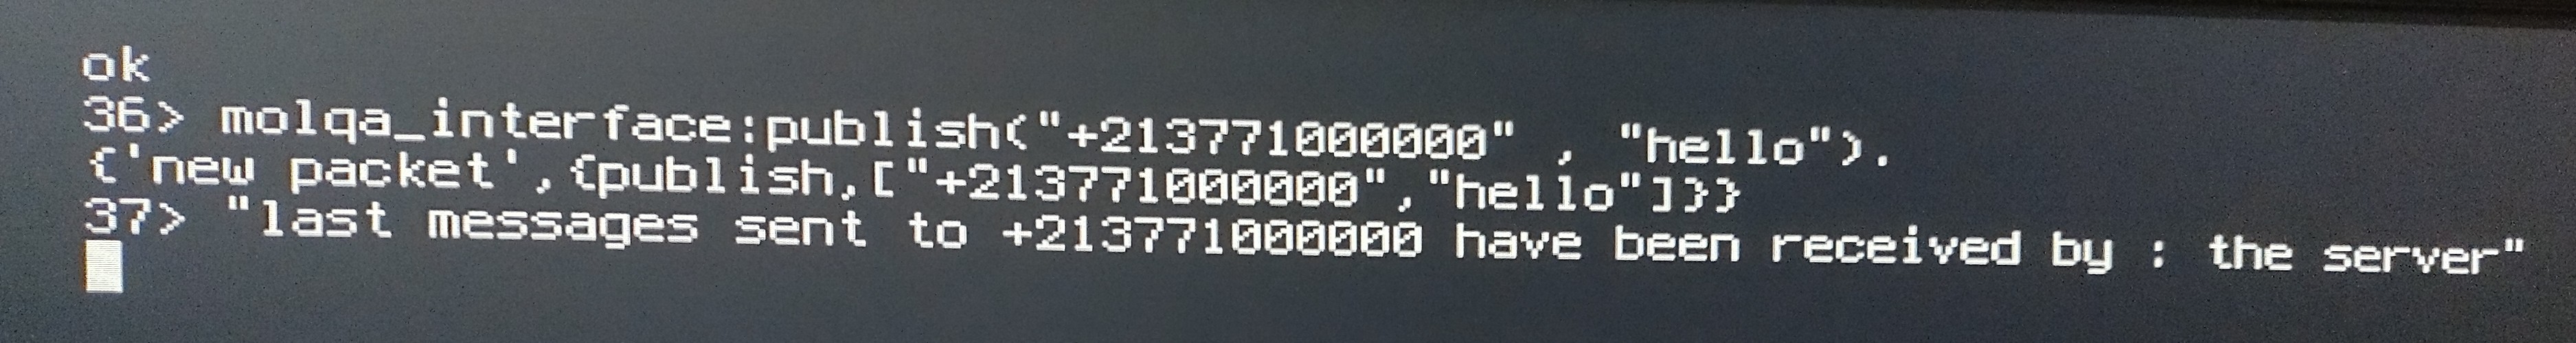 ok
36> molqa_interface:publish("+213771000000" , "hello").
{'new packet',{publish,["+213771000000","hello"]}}
37> "last messages sent to +213771000000 have been received by : the server"